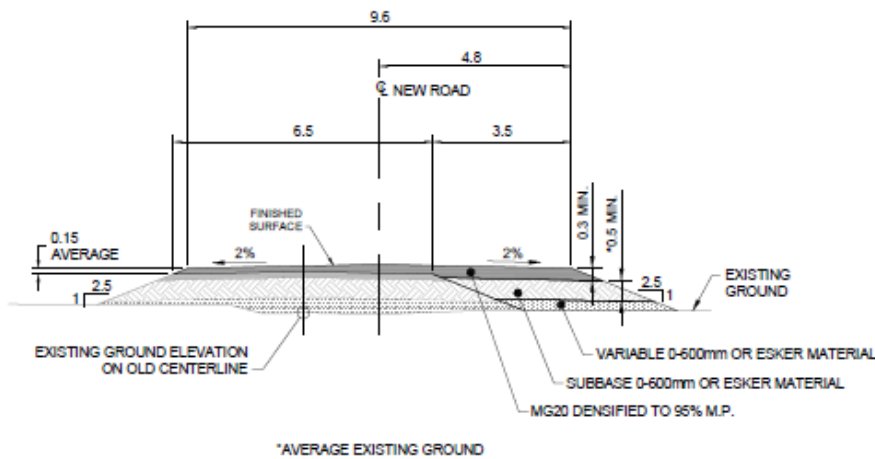 9.6
4.8
℄ NEW ROAD
6.5
3.5
FINISHED
SURFACE
0.3 MIN.
*0.5 MIN.
0.15
AVERAGE
2%
2%
2.5
1
2.5
1
EXISTING
GROUND
EXISTING GROUND ELEVATION
ON OLD CENTERLINE
VARIABLE 0-600mm OR ESKER MATERIAL
SUBBASE 0-600mm OR ESKER MATERIAL
MG20 DENSIFIED TO 95% M.P.
*AVERAGE EXISTING GROUND